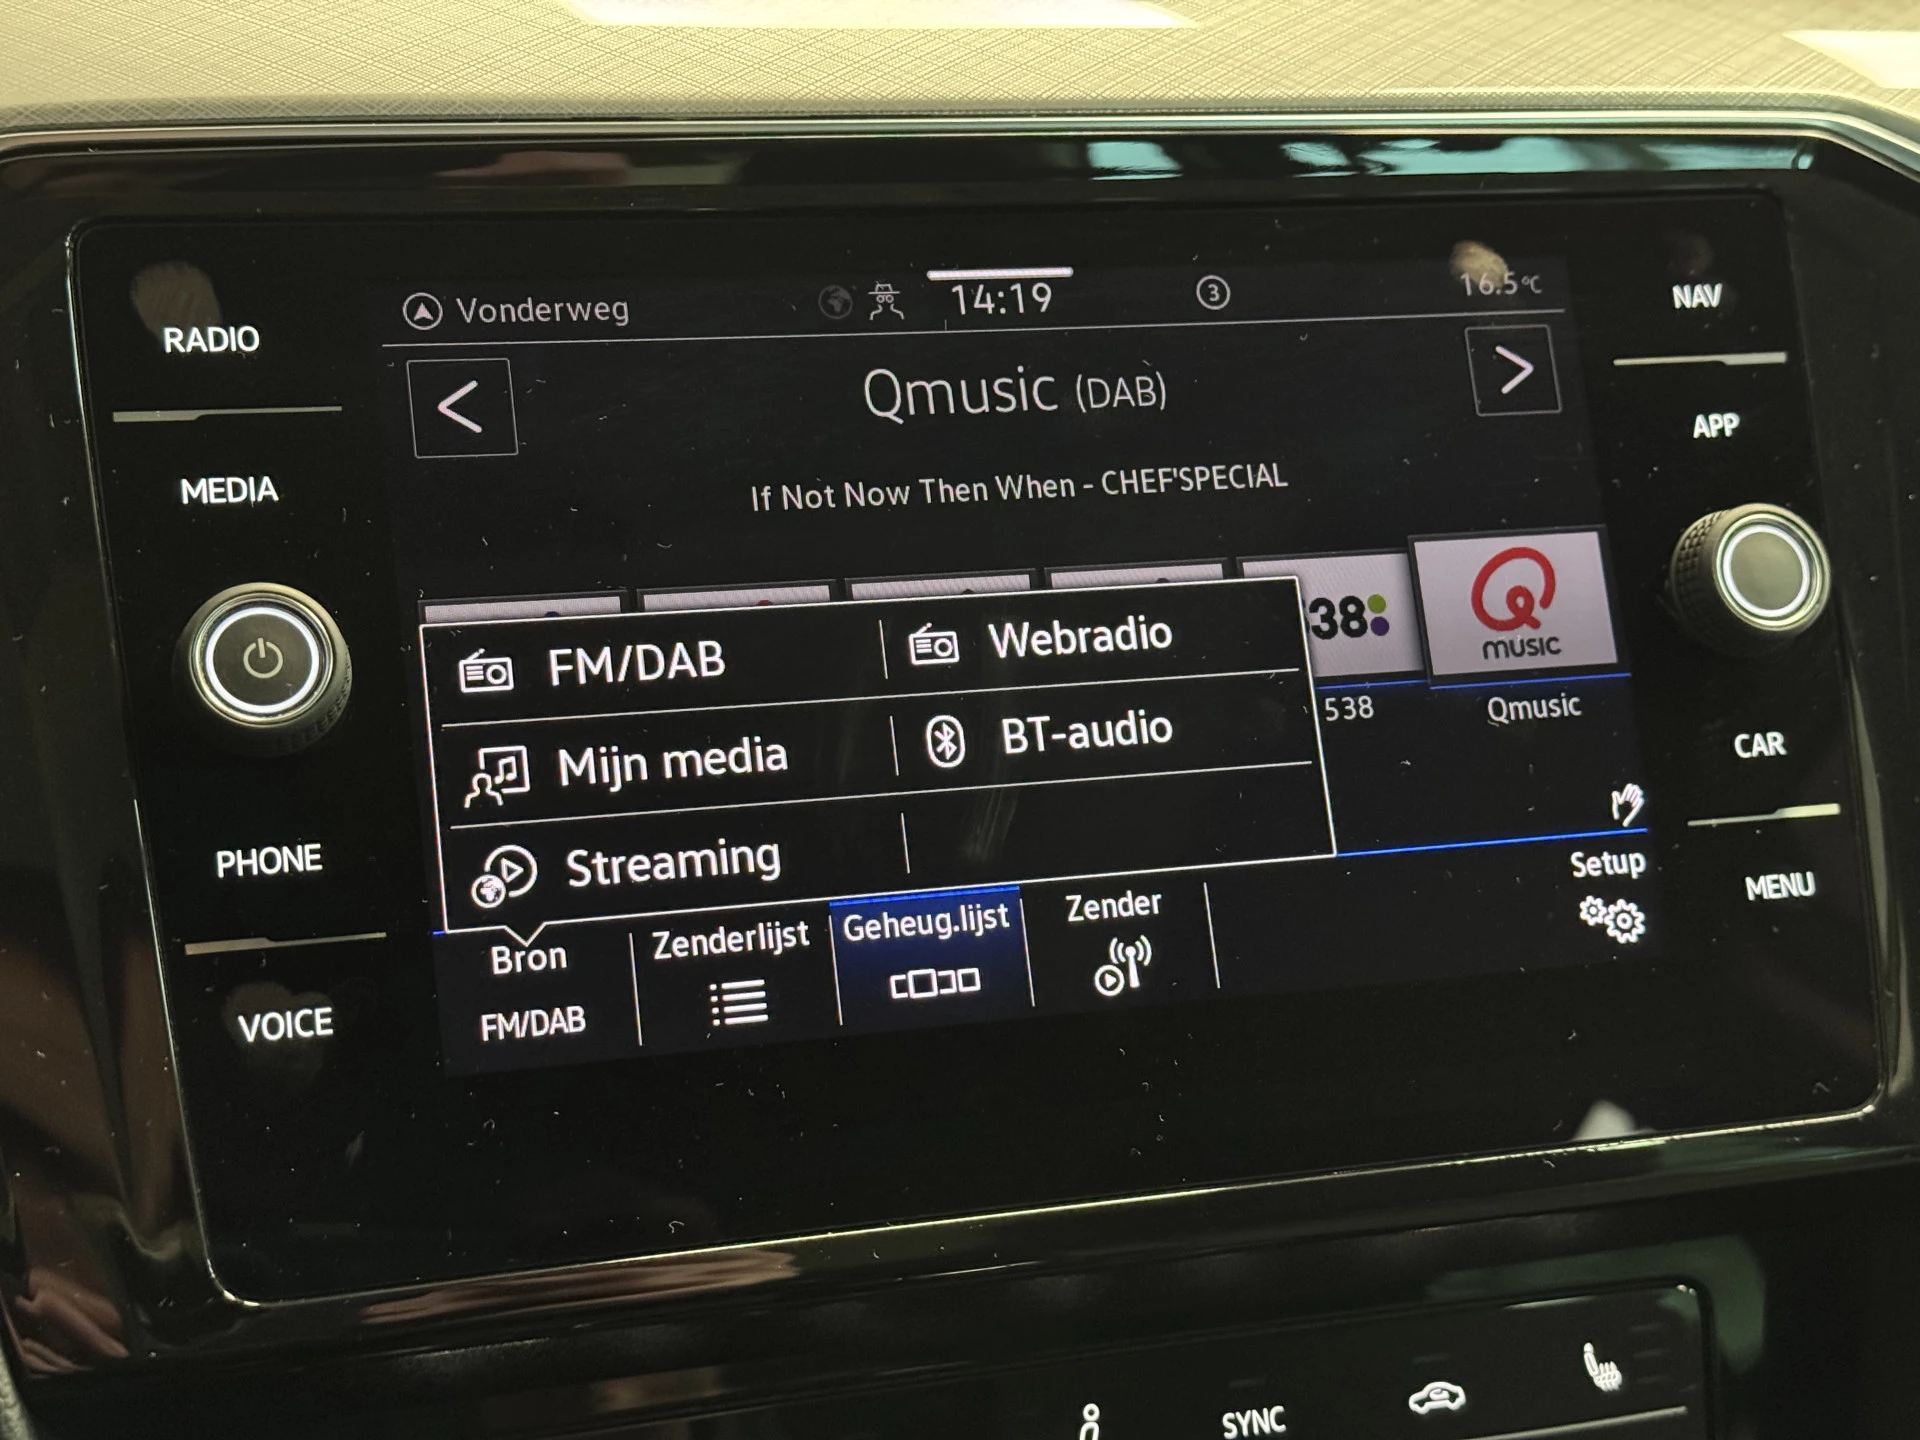 Vonderweg
14:19
3
16.5°C
RADIO
MEDIA
PHONE
VOICE
NAV
APP
CAR
MENU
<
Qmusic (DAB)
>
If Not Now Then When - CHEF'SPECIAL
FM/DAB
Webradio
Mijn media
BT-audio
Streaming
38
music
538
Qmusic
Bron
FM/DAB
Zenderlijst
Geheug.lijst
Zender
Setup
SYNC